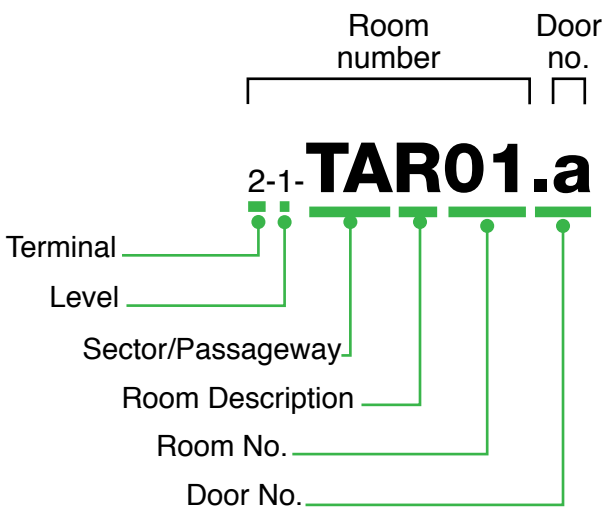 Room number
Door no.
2-1-TAR01.a
Terminal
Level
Sector/Passageway
Room Description
Room No.
Door No.